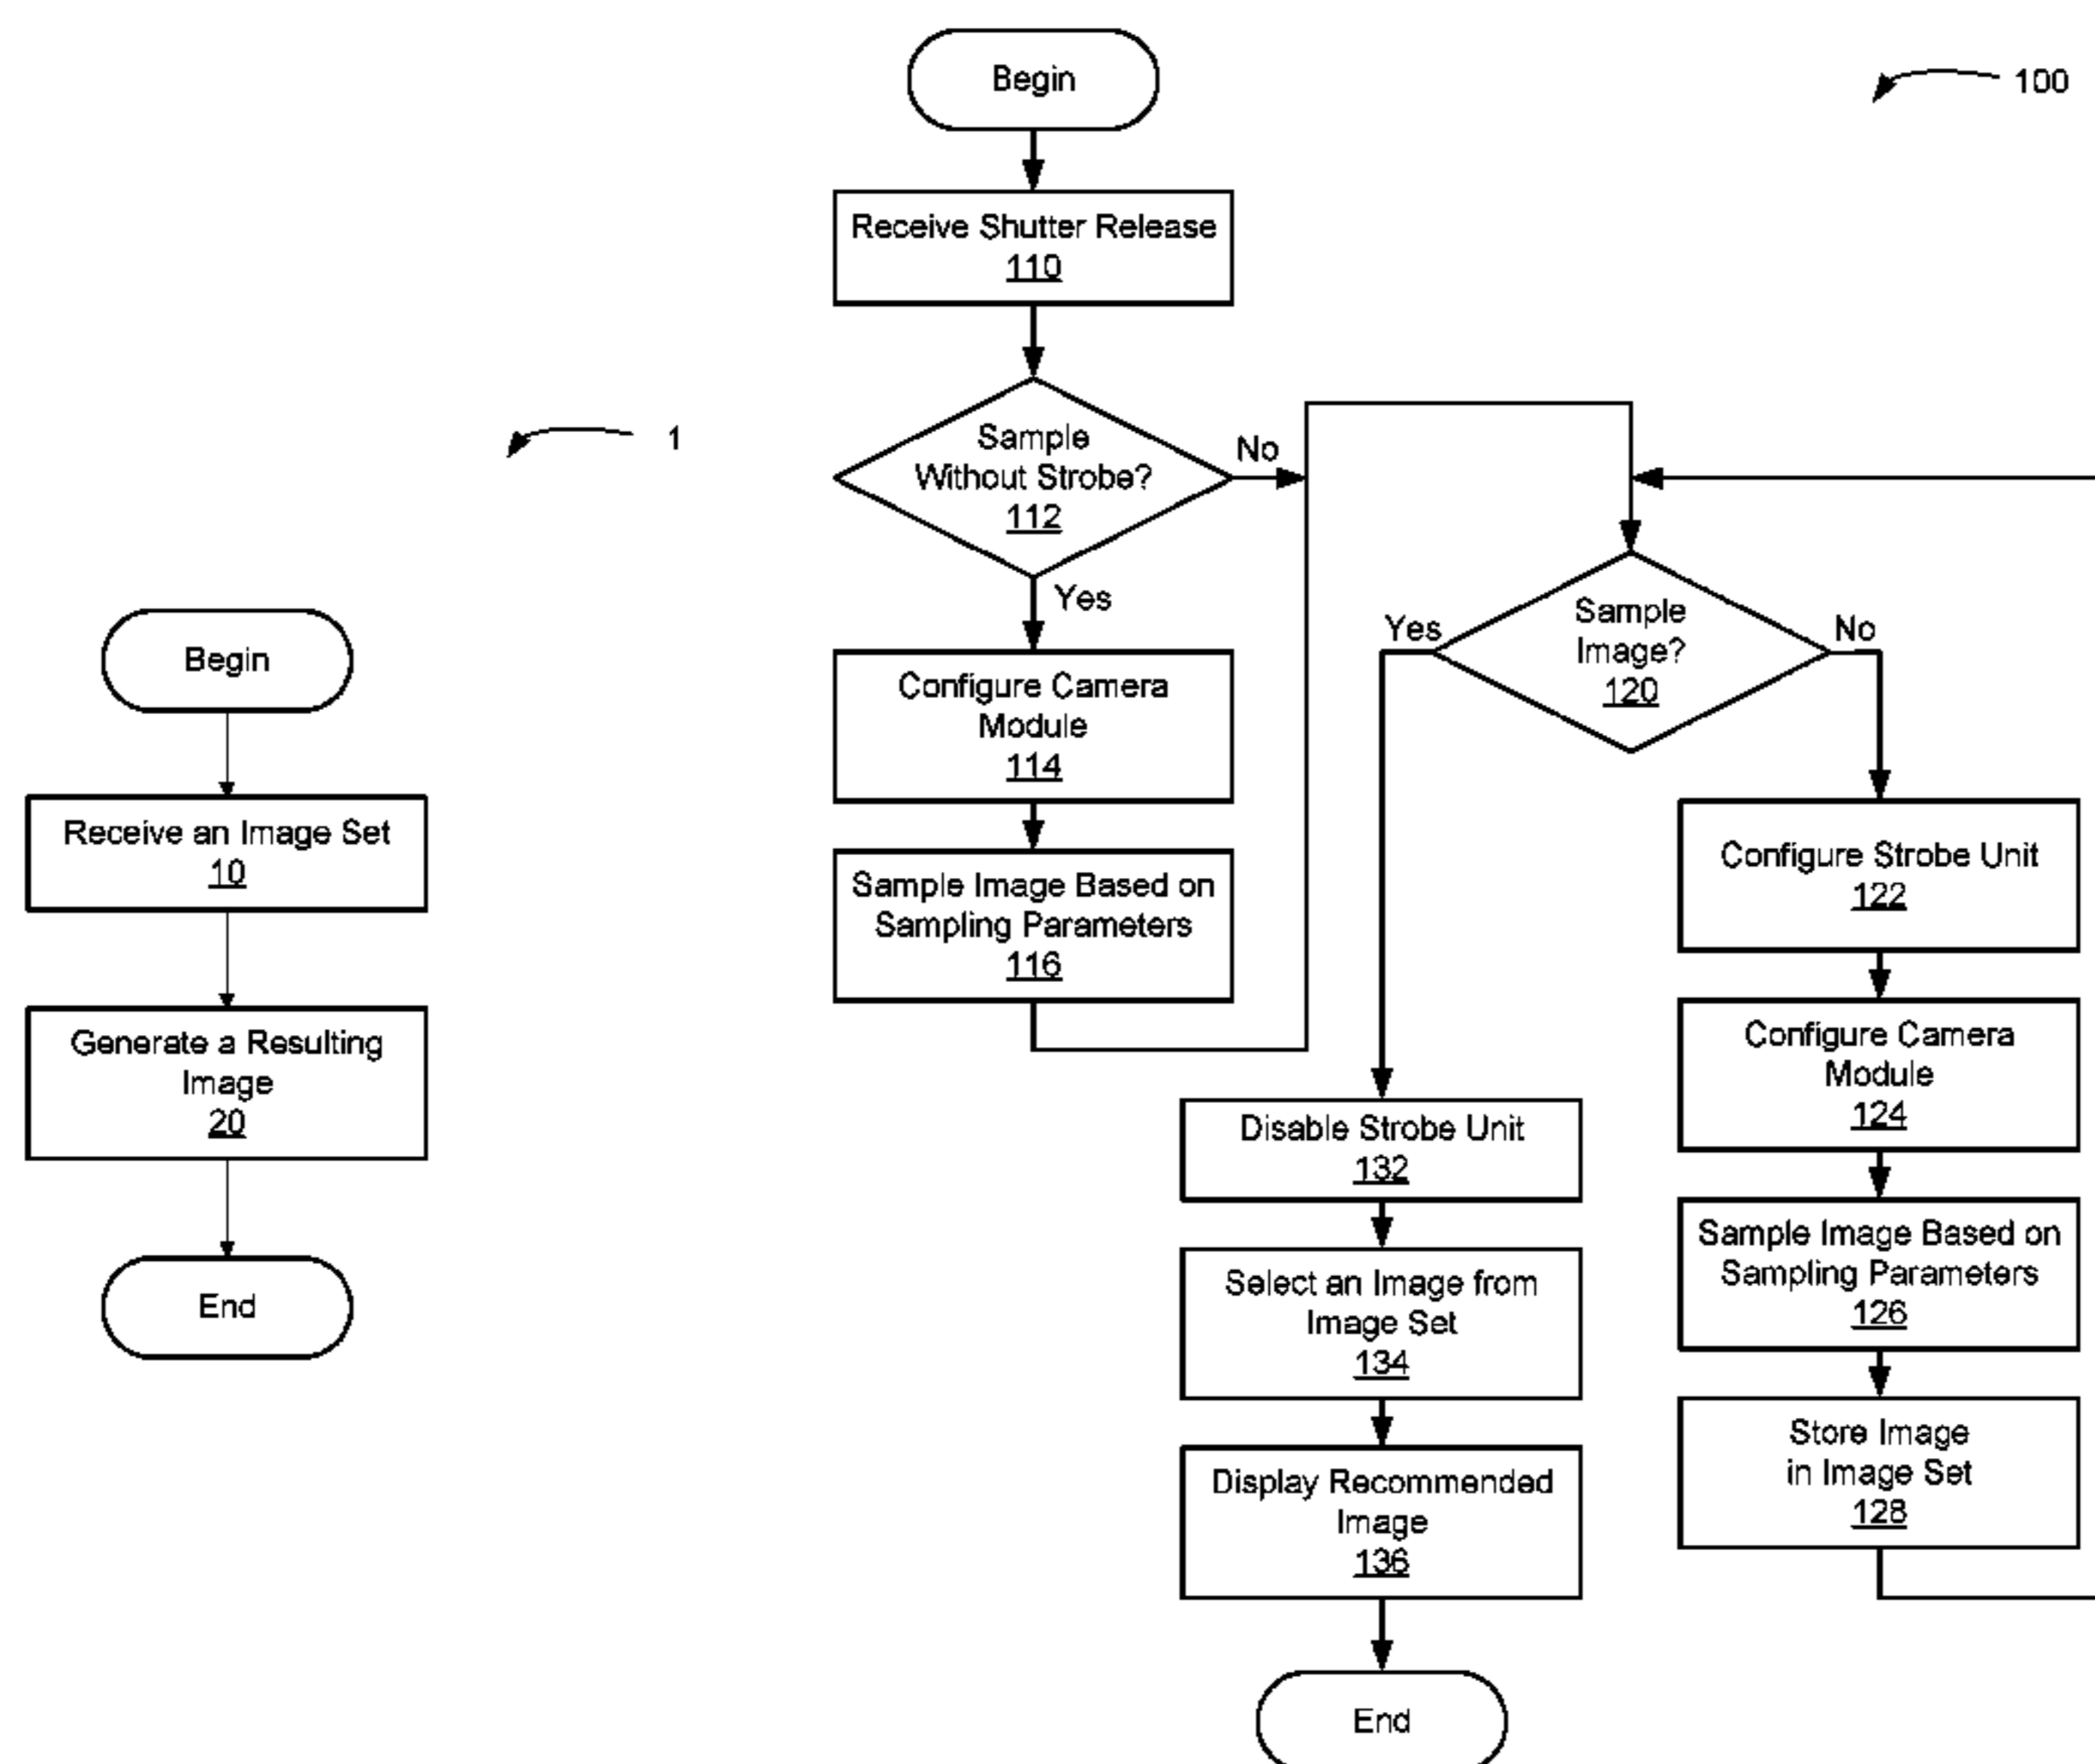 1
Begin
Receive an Image Set
10
Generate a Resulting
Image
20
End
100
Begin
Receive Shutter Release
110
Sample
Without Strobe?
112
No
Yes
Configure Camera
Module
114
Sample Image Based on
Sampling Parameters
116
Sample
Image?
120
Yes
No
Configure Strobe Unit
122
Configure Camera
Module
124
Sample Image Based on
Sampling Parameters
126
Store Image
in Image Set
128
Disable Strobe Unit
132
Select an Image from
Image Set
134
Display Recommended
Image
136
End